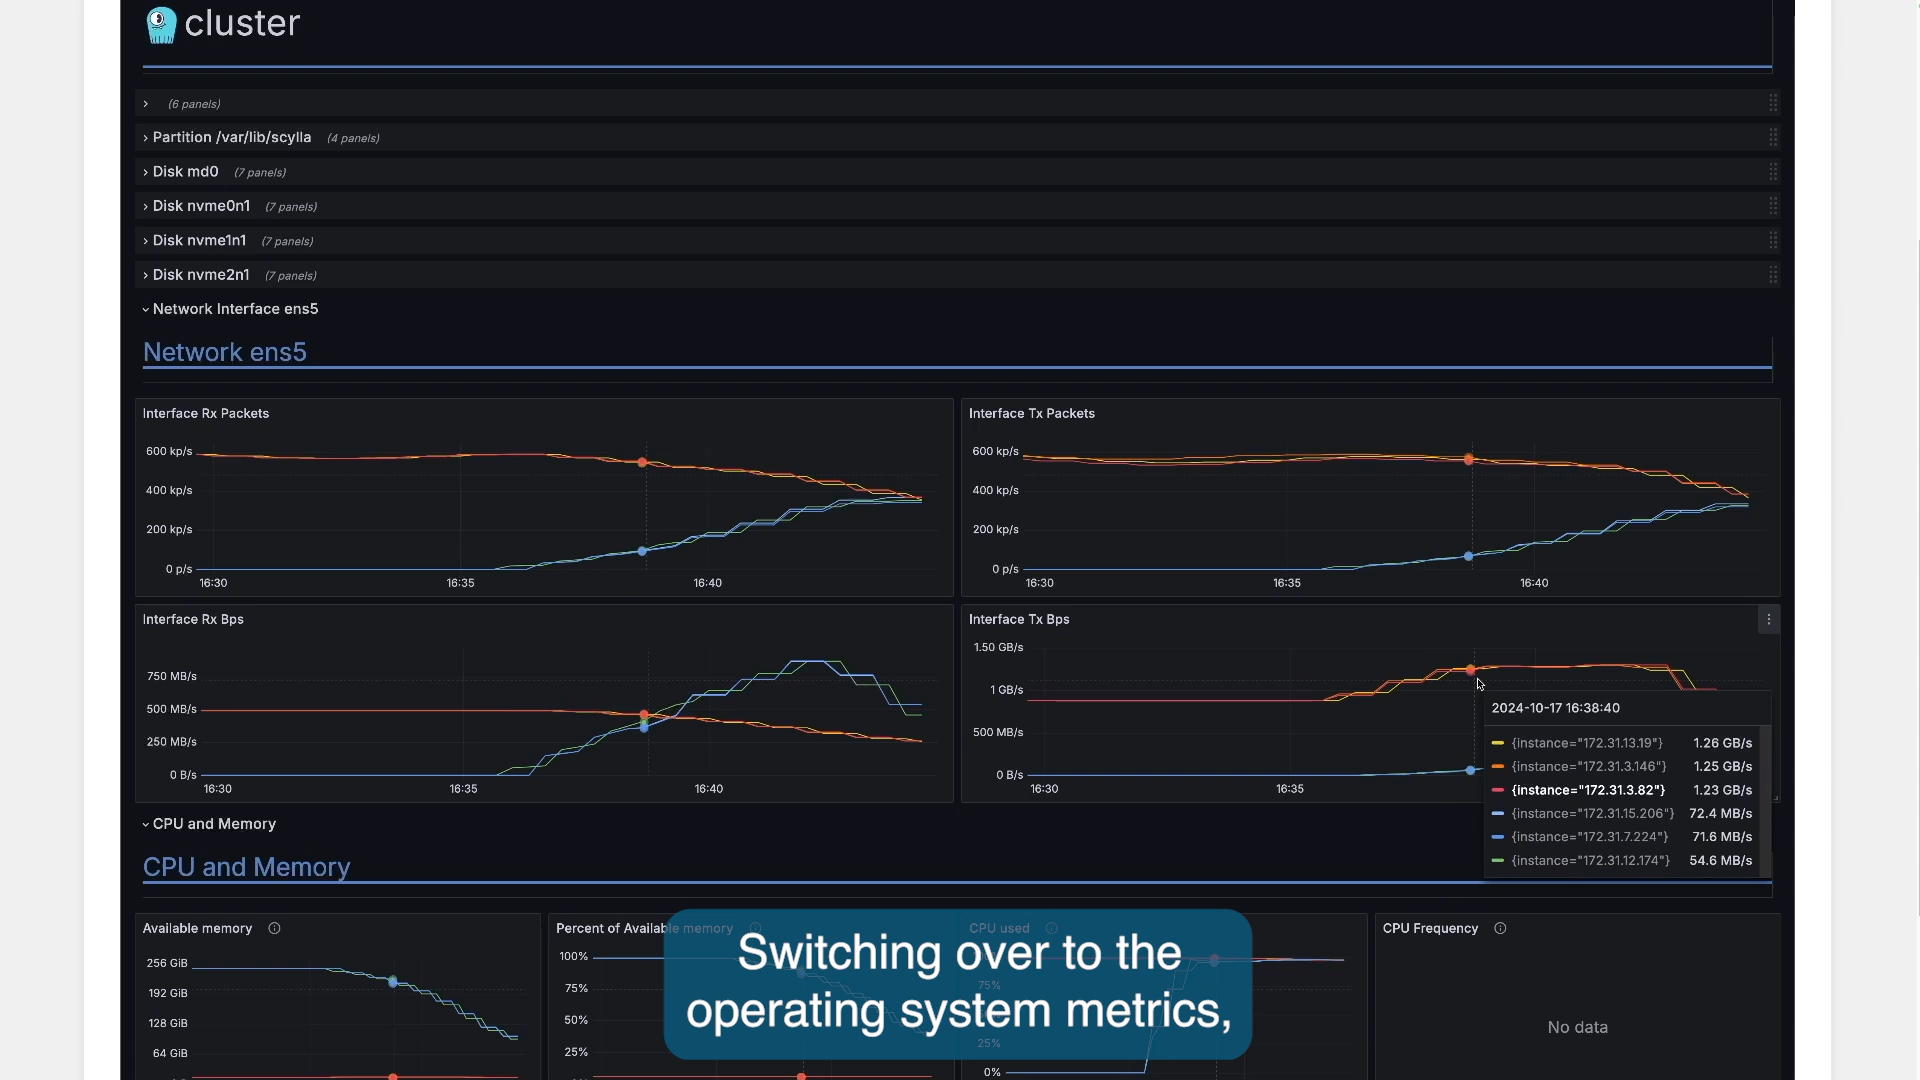 cluster
(6 panels)
Partition /var/lib/scylla (4 panels)
Disk md0 (7 panels)
Disk nvme0n1 (7 panels)
Disk nvme1n1 (7 panels)
Disk nvme2n1 (7 panels)
Network Interface ens5
Network ens5
Interface Rx Packets
600 kp/s
400 kp/s
200 kp/s
0 p/s
16:30 16:35 16:40
Interface Tx Packets
600 kp/s
400 kp/s
200 kp/s
0 p/s
16:30 16:35 16:40
Interface Rx Bps
750 MB/s
500 MB/s
250 MB/s
0 B/s
16:30 16:35 16:40
Interface Tx Bps
1.50 GB/s
1 GB/s
500 MB/s
0 B/s
16:30 16:35
2024-10-17 16:38:40
{instance="172.31.13.19"} 1.26 GB/s
{instance="172.31.3.146"} 1.25 GB/s
{instance="172.31.3.82"} 1.23 GB/s
{instance="172.31.15.206"} 72.4 MB/s
{instance="172.31.7.224"} 71.6 MB/s
{instance="172.31.12.174"} 54.6 MB/s
CPU and Memory
CPU and Memory
Available memory
256 GiB
192 GiB
128 GiB
64 GiB
Percent of Available memory
100%
75%
50%
25%
CPU used
75%
25%
0%
CPU Frequency
No data
Switching over to the
operating system metrics,